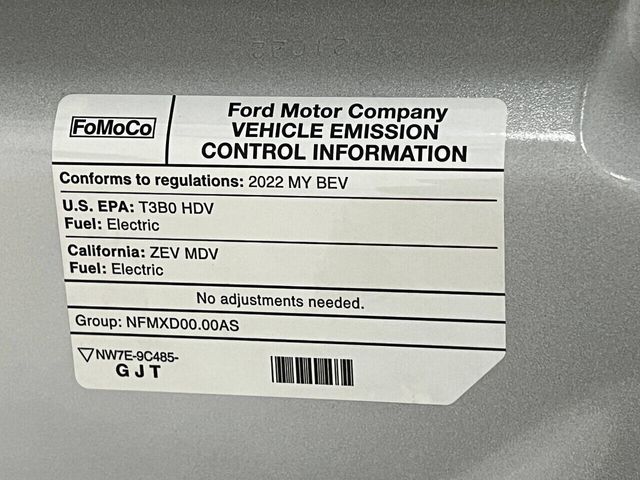 FoMoCo
Ford Motor Company
VEHICLE EMISSION
CONTROL INFORMATION
Conforms to regulations: 2022 MY BEV
U.S. EPA: T3B0 HDV
Fuel: Electric
California: ZEV MDV
Fuel: Electric
No adjustments needed.
Group: NFMXD00.00AS
NW7E-9C485-
G J T